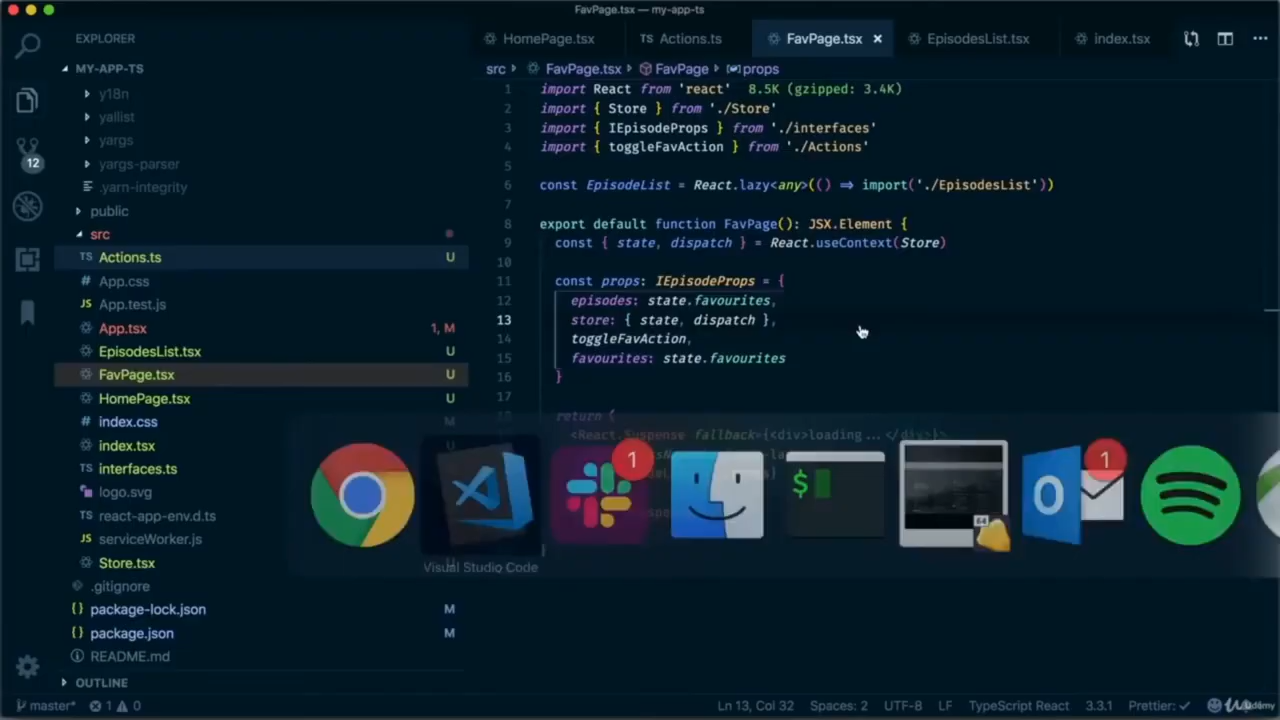 FavPage.tsx — my-app-ts
EXPLORER
HomePage.tsx
TS Actions.ts
FavPage.tsx ×
EpisodesList.tsx
index.tsx
MY-APP-TS
y18n
yallist
yargs
yargs-parser
.yarn-integrity
public
src
TS Actions.ts U
# App.css
JS App.test.js
App.tsx 1, M
EpisodesList.tsx U
FavPage.tsx U
HomePage.tsx U
# index.css M
index.tsx U
interfaces.ts U
logo.svg
TS react-app-env.d.ts
JS serviceWorker.js
Store.tsx U
.gitignore
{} package-lock.json M
{} package.json M
README.md
OUTLINE
12
src FavPage.tsx FavPage props
1 import React from 'react' 8.5K (gzipped: 3.4K)
2 import { Store } from './Store'
3 import { IEpisodeProps } from './interfaces'
4 import { toggleFavAction } from './Actions'
5
6 const EpisodeList = React.lazy<any>(() ⇒ import('./EpisodesList'))
7
8 export default function FavPage(): JSX.Element {
9 const { state, dispatch } = React.useContext(Store)
10
11 const props: IEpisodeProps = {
12 episodes: state.favourites,
13 store: { state, dispatch },
14 toggleFavAction,
15 favourites: state.favourites
16 }
17
return (
<React.Suspense fallback={<div>loading...</div>}>
1
$
64
1
Visual Studio Code
master* 1 0
Ln 13, Col 32
Spaces: 2
UTF-8
LF
TypeScript React
3.3.1
Prettier: ✓
Udemy